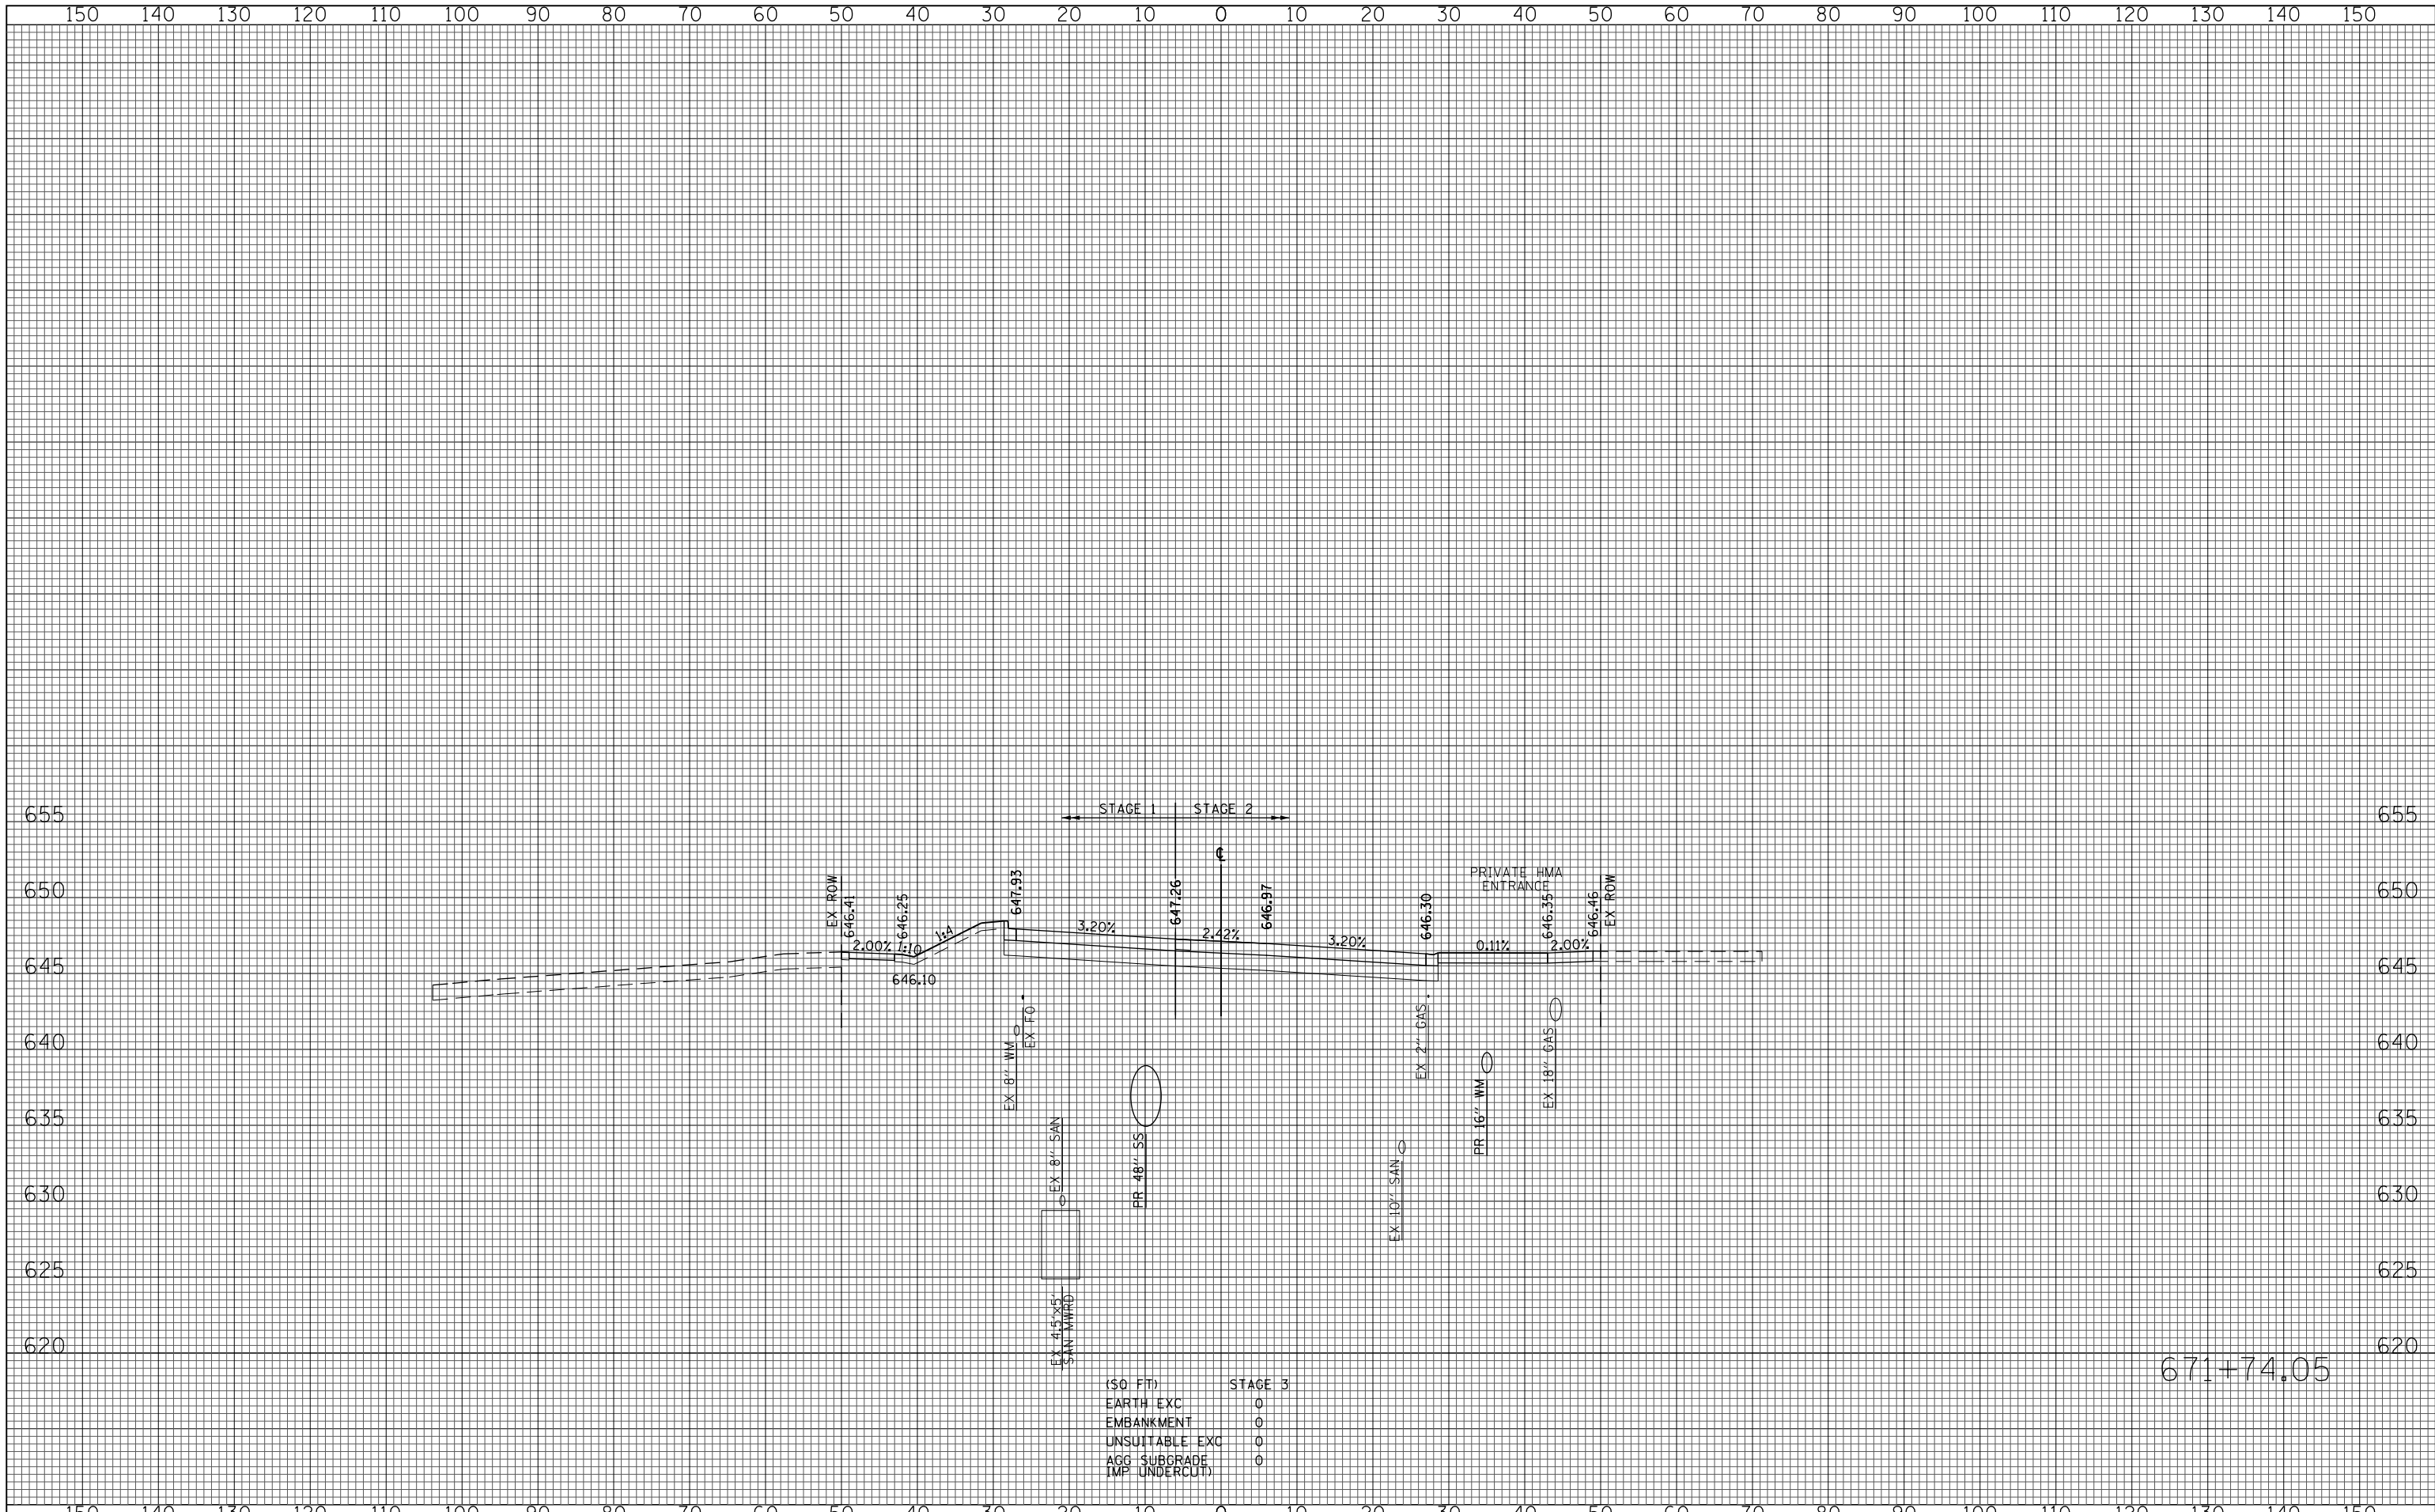 150 140 130 120 110 100 90 80 70 60 50 40 30 20 10 0 10 20 30 40 50 60 70 80 90 100 110 120 130 140 150
655 655
STAGE 1 STAGE 2
℄
650 650
PRIVATE HMA
ENTRANCE
EX ROW
646.41
646.25
647.93
647.26
646.97
646.30
646.35
646.46
EX ROW
2.00% 1:10 1:4 3.20% 2.42% 3.20% 0.11% 2.00%
645 645
646.10
EX 8" WM
EX FO
EX 2" GAS
EX 18" GAS
640 640
PR 16" WM
635 635
EX 8" SAN
PR 48" SS
EX 10" SAN
630 630
625 625
EX 4.5'x5'
SAN MWRD
620 620
671+74.05
(SQ FT) STAGE 3
EARTH EXC 0
EMBANKMENT 0
UNSUITABLE EXC 0
AGG SUBGRADE 0
IMP UNDERCUT)
150 140 130 120 110 100 90 80 70 60 50 40 30 20 10 0 10 20 30 40 50 60 70 80 90 100 110 120 130 140 150